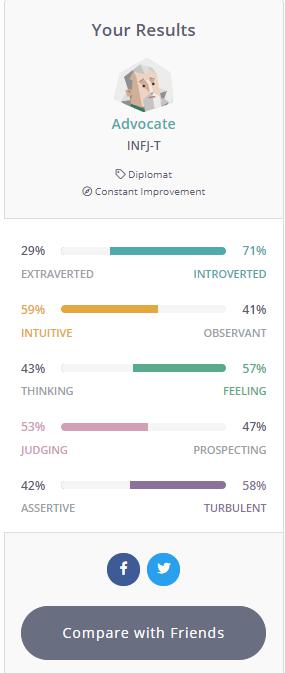 Your Results
Advocate
INFJ-T
Diplomat
Constant Improvement
29% 71%
EXTRAVERTED INTROVERTED
59% 41%
INTUITIVE OBSERVANT
43% 57%
THINKING FEELING
53% 47%
JUDGING PROSPECTING
42% 58%
ASSERTIVE TURBULENT
Compare with Friends